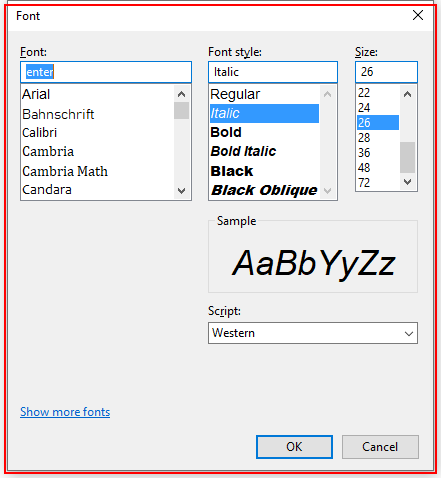 Font
Font:
enter
Arial
Bahnschrift
Calibri
Cambria
Cambria Math
Candara
Font style:
Italic
Regular
Italic
Bold
Bold Italic
Black
Black Oblique
Size:
26
22
24
26
28
36
48
72
Sample
AaBbYyZz
Script:
Western
Show more fonts
OK
Cancel